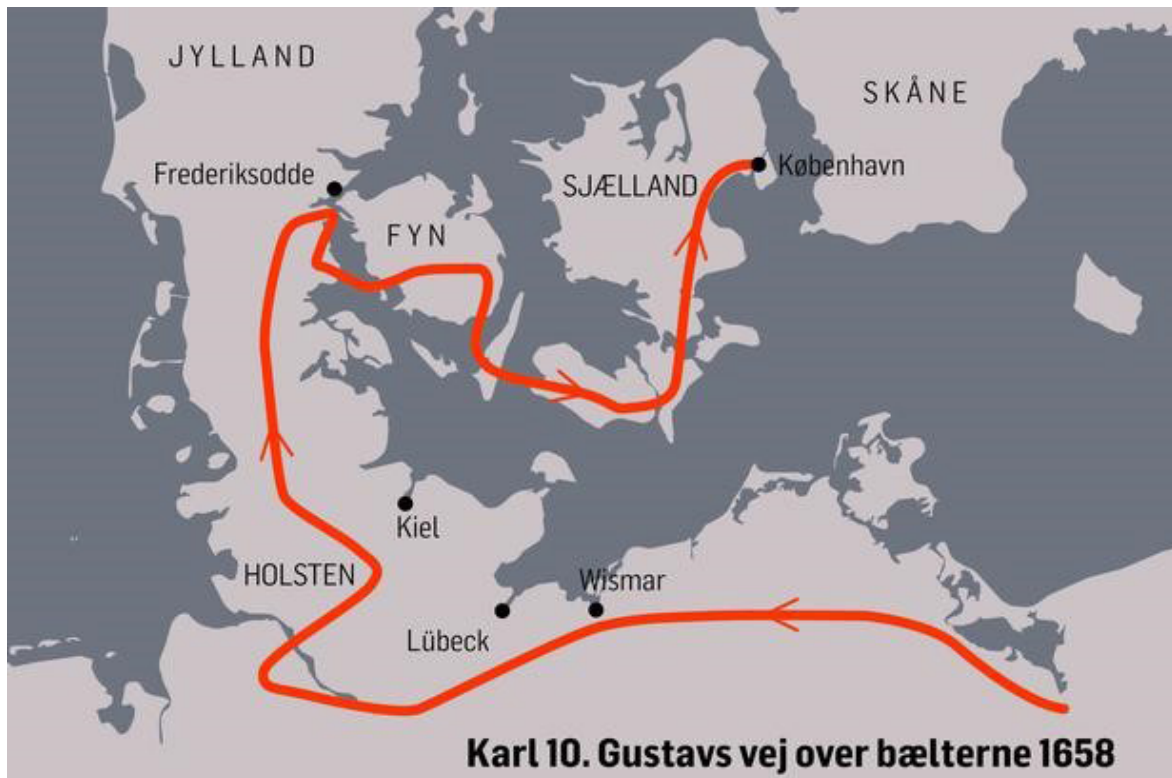 JYLLAND
SKÅNE
Frederiksodde
København
SJÆLLAND
FYN
Kiel
HOLSTEN
Wismar
Lübeck
Karl 10. Gustavs vej over bælterne 1658